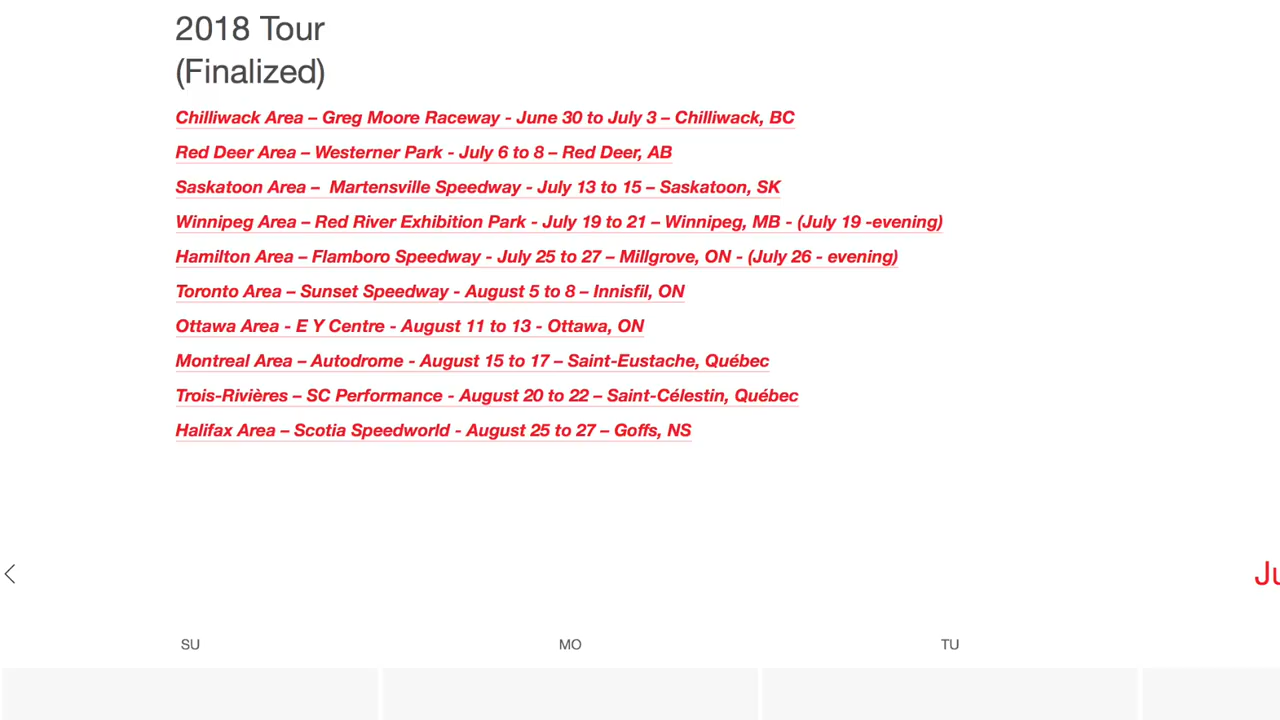 2018 Tour
(Finalized)
Chilliwack Area – Greg Moore Raceway - June 30 to July 3 – Chilliwack, BC
Red Deer Area – Westerner Park - July 6 to 8 – Red Deer, AB
Saskatoon Area –  Martensville Speedway - July 13 to 15 – Saskatoon, SK
Winnipeg Area – Red River Exhibition Park - July 19 to 21 – Winnipeg, MB - (July 19 -evening)
Hamilton Area – Flamboro Speedway - July 25 to 27 – Millgrove, ON - (July 26 - evening)
Toronto Area – Sunset Speedway - August 5 to 8 – Innisfil, ON
Ottawa Area - E Y Centre - August 11 to 13 - Ottawa, ON
Montreal Area – Autodrome - August 15 to 17 – Saint-Eustache, Québec
Trois-Rivières – SC Performance - August 20 to 22 – Saint-Célestin, Québec
Halifax Area – Scotia Speedworld - August 25 to 27 – Goffs, NS
SU MO TU